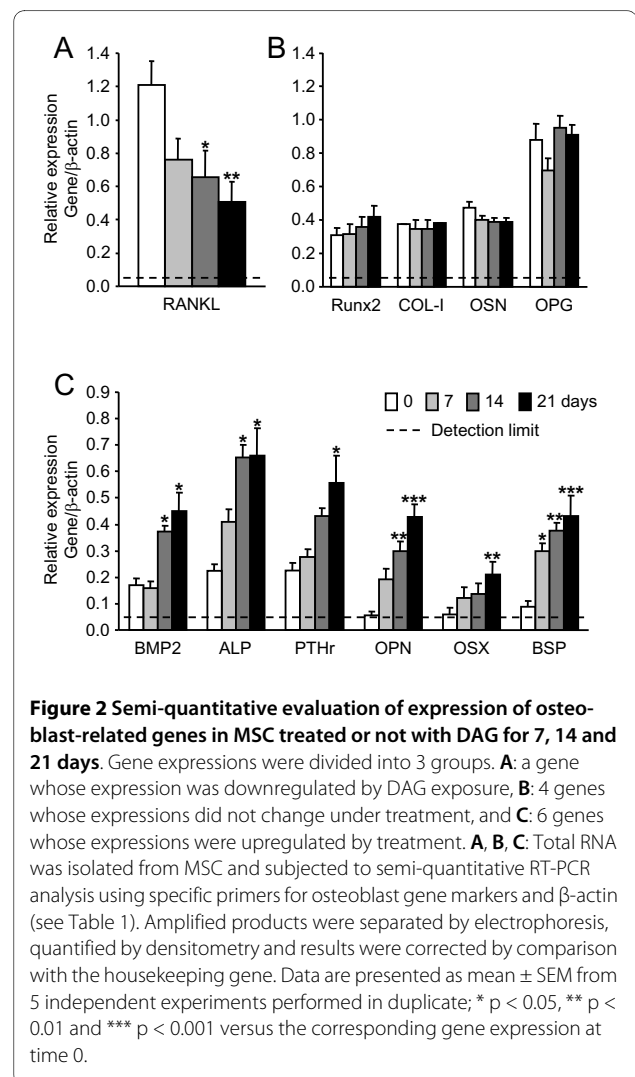 A
B
1.4
1.2
1.0
0.8
0.6
0.4
0.2
0.0
Relative expression
Gene/β-actin
*
**
RANKL
1.4
1.2
1.0
0.8
0.6
0.4
0.2
0.0
Runx2 COL-I OSN OPG
C
0.9
0.8
0.7
0.6
0.5
0.4
0.3
0.2
0.1
0.0
Relative expression
Gene/β-actin
0 7 14 21 days
Detection limit
* *
* *
*
** ***
**
* ** ***
BMP2 ALP PTHr OPN OSX BSP
Figure 2 Semi-quantitative evaluation of expression of osteo-
blast-related genes in MSC treated or not with DAG for 7, 14 and
21 days. Gene expressions were divided into 3 groups. A: a gene
whose expression was downregulated by DAG exposure, B: 4 genes
whose expressions did not change under treatment, and C: 6 genes
whose expressions were upregulated by treatment. A, B, C: Total RNA
was isolated from MSC and subjected to semi-quantitative RT-PCR
analysis using specific primers for osteoblast gene markers and β-actin
(see Table 1). Amplified products were separated by electrophoresis,
quantified by densitometry and results were corrected by comparison
with the housekeeping gene. Data are presented as mean ± SEM from
5 independent experiments performed in duplicate; * p < 0.05, ** p <
0.01 and *** p < 0.001 versus the corresponding gene expression at
time 0.